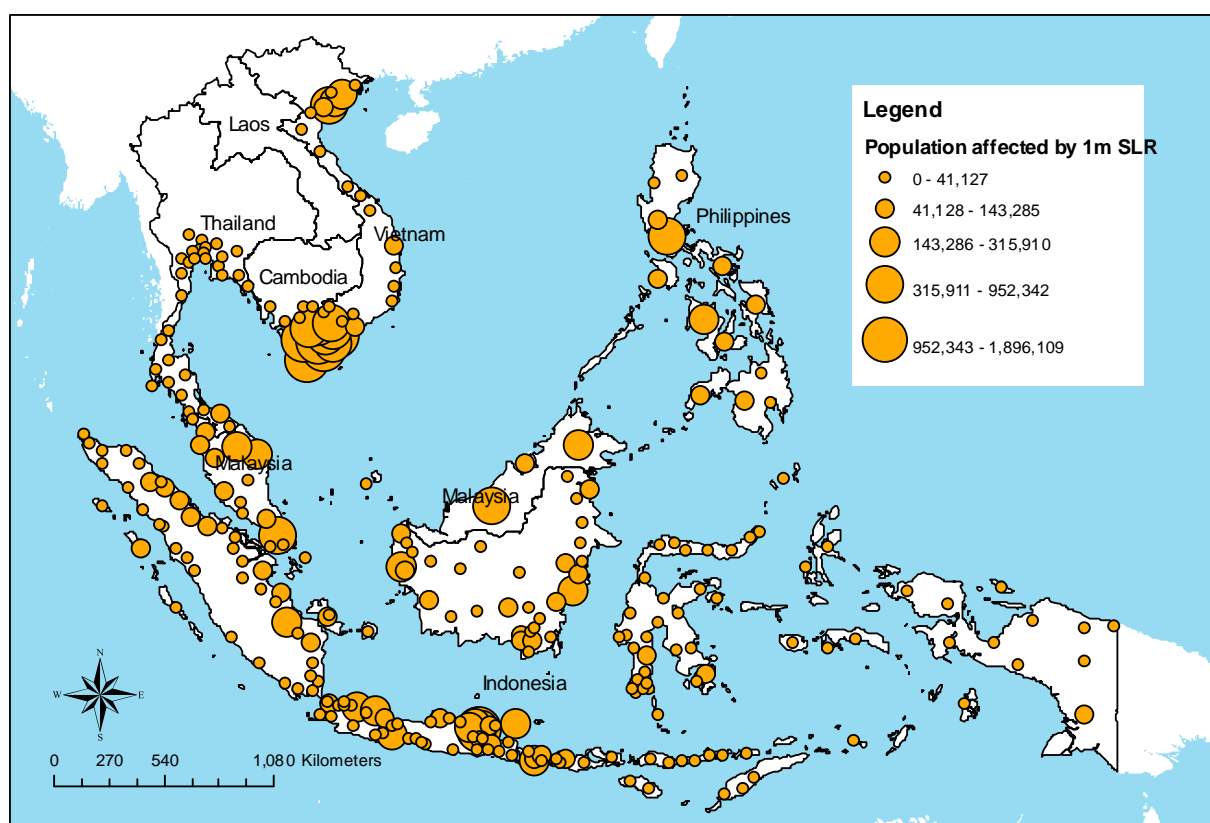 Laos
Thailand
Vietnam
Cambodia
Philippines
Malaysia
Malaysia
Indonesia
Legend
Population affected by 1m SLR
0 - 41,127
41,128 - 143,285
143,286 - 315,910
315,911 - 952,342
952,343 - 1,896,109
N
W E
S
0 270 540 1,080 Kilometers